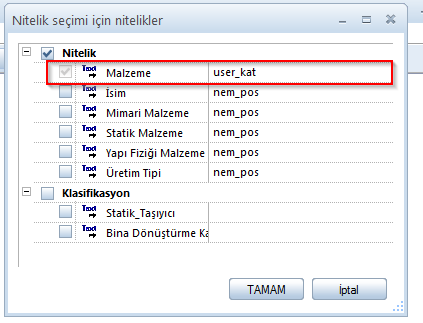 Nitelik seçimi için nitelikler
Nitelik
Text Malzeme user_kat
Text İsim nem_pos
Text Mimari Malzeme nem_pos
Text Statik Malzeme nem_pos
Text Yapı Fiziği Malzeme nem_pos
Text Üretim Tipi nem_pos
Klasifikasyon
Text Statik_Taşıyıcı
Text Bina Dönüştürme Ka
TAMAM İptal